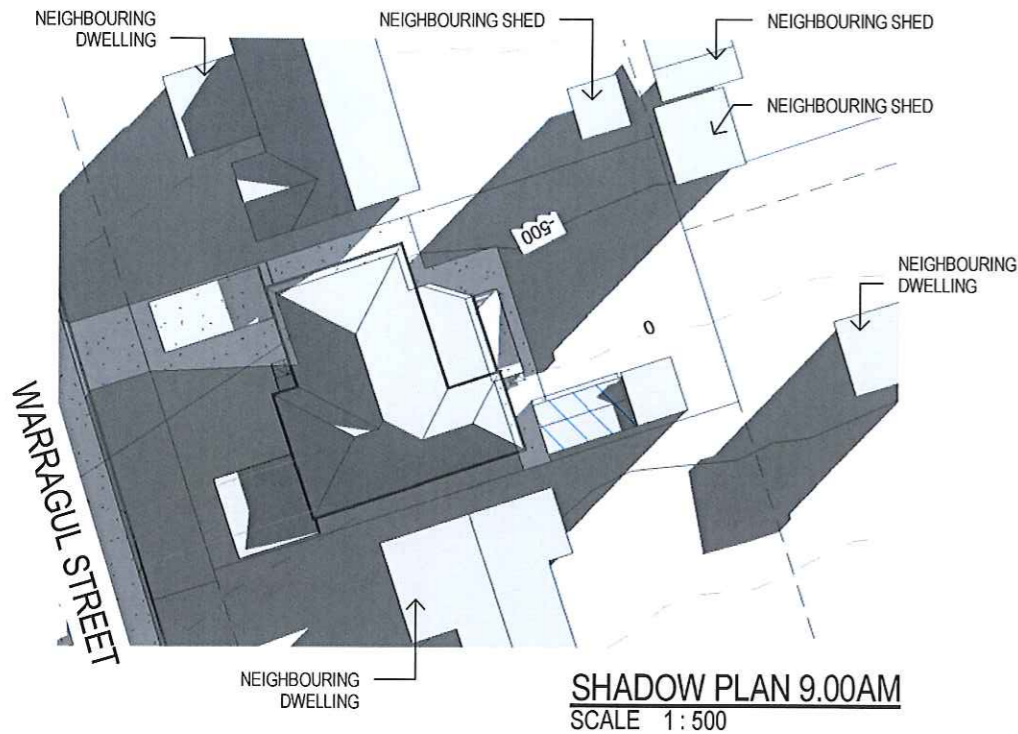 NEIGHBOURING
DWELLING
NEIGHBOURING SHED
NEIGHBOURING SHED
NEIGHBOURING SHED
-500
NEIGHBOURING
DWELLING
0
WARRAGUL STREET
NEIGHBOURING
DWELLING
SHADOW PLAN 9.00AM
SCALE 1 : 500